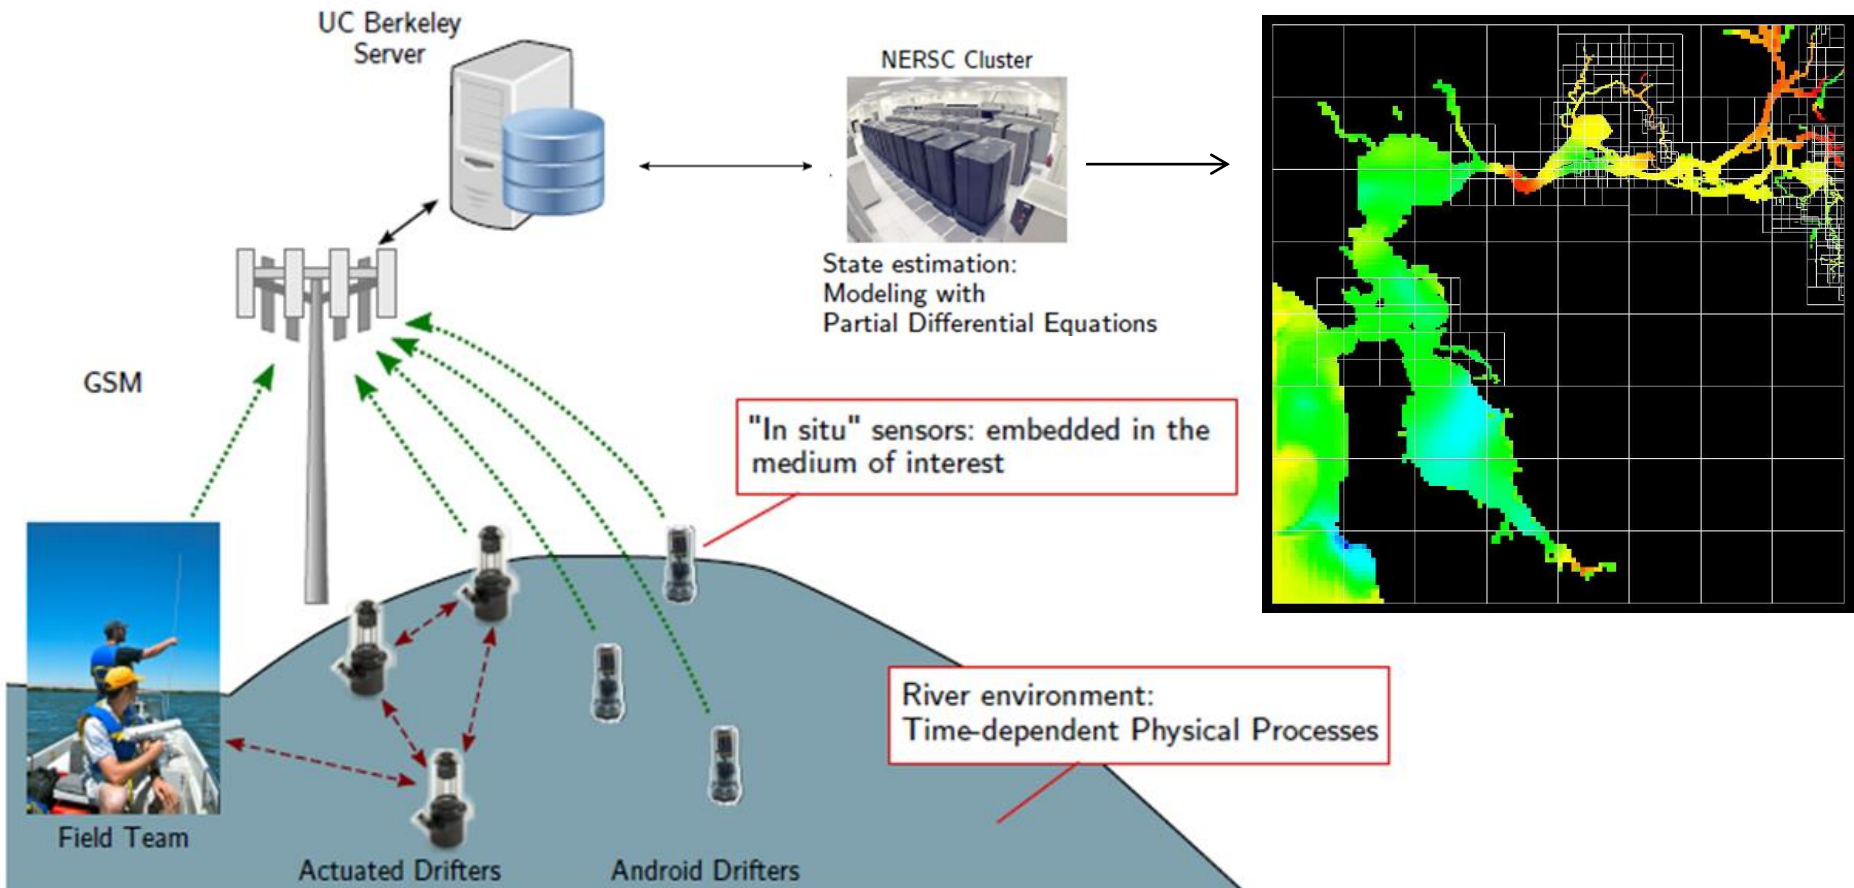 UC Berkeley
Server
NERSC Cluster
State estimation:
Modeling with
Partial Differential Equations
GSM
"In situ" sensors: embedded in the
medium of interest
River environment:
Time-dependent Physical Processes
Field Team
Actuated Drifters
Android Drifters